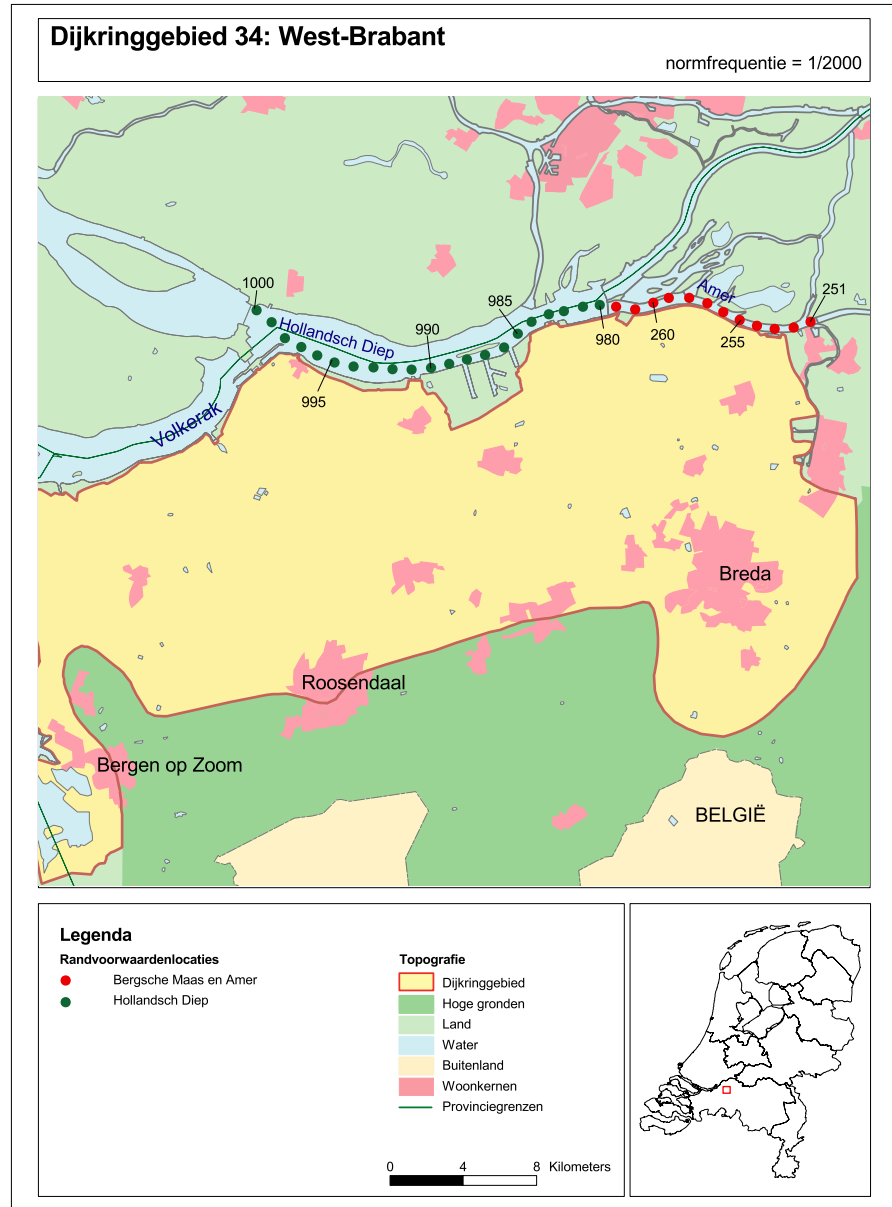 Dijkringgebied 34: West-Brabant
normfrequentie = 1/2000
1000
Hollandsch Diep
985
990
995
980
Amer
251
260
255
Volkerak
Breda
Roosendaal
Bergen op Zoom
BELGIË
Legenda
Randvoorwaardenlocaties
Bergsche Maas en Amer
Hollandsch Diep
Topografie
Dijkringgebied
Hoge gronden
Land
Water
Buitenland
Woonkernen
Provinciegrenzen
0 4 8 Kilometers